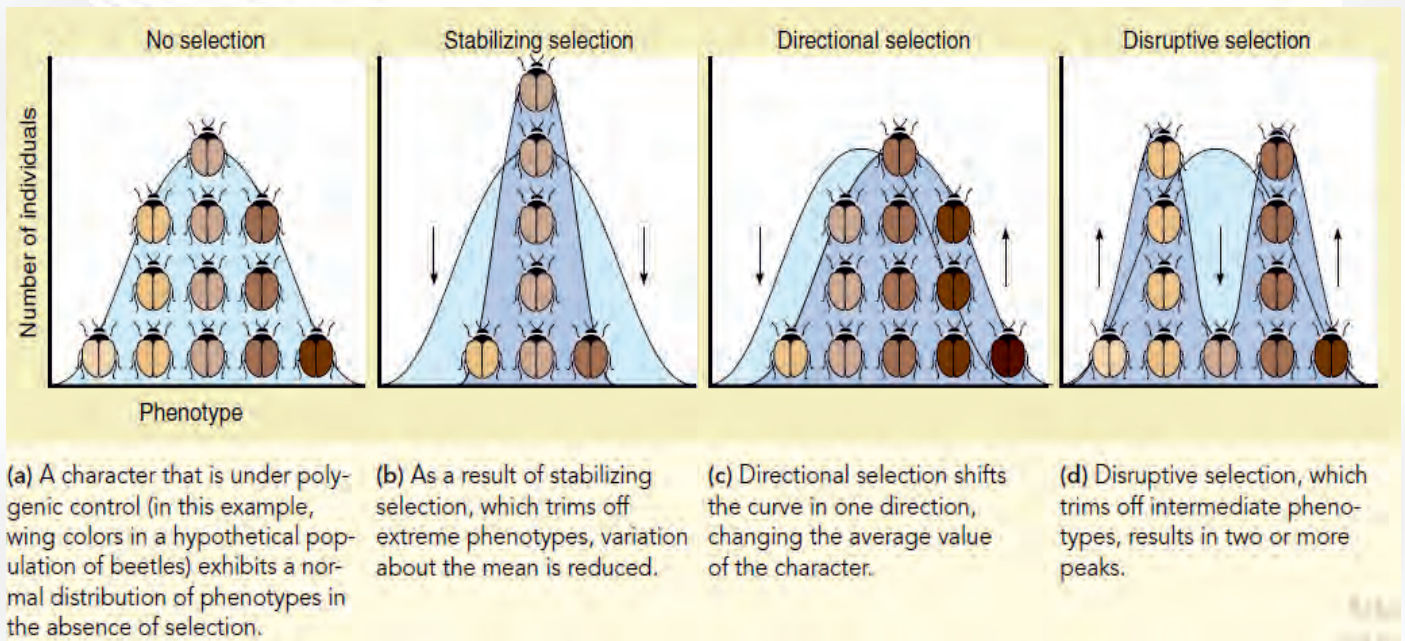 No selection
Stabilizing selection
Directional selection
Disruptive selection
Number of individuals
Phenotype
(a) A character that is under poly-
genic control (in this example,
wing colors in a hypothetical pop-
ulation of beetles) exhibits a nor-
mal distribution of phenotypes in
the absence of selection.
(b) As a result of stabilizing
selection, which trims off
extreme phenotypes, variation
about the mean is reduced.
(c) Directional selection shifts
the curve in one direction,
changing the average value
of the character.
(d) Disruptive selection, which
trims off intermediate pheno-
types, results in two or more
peaks.